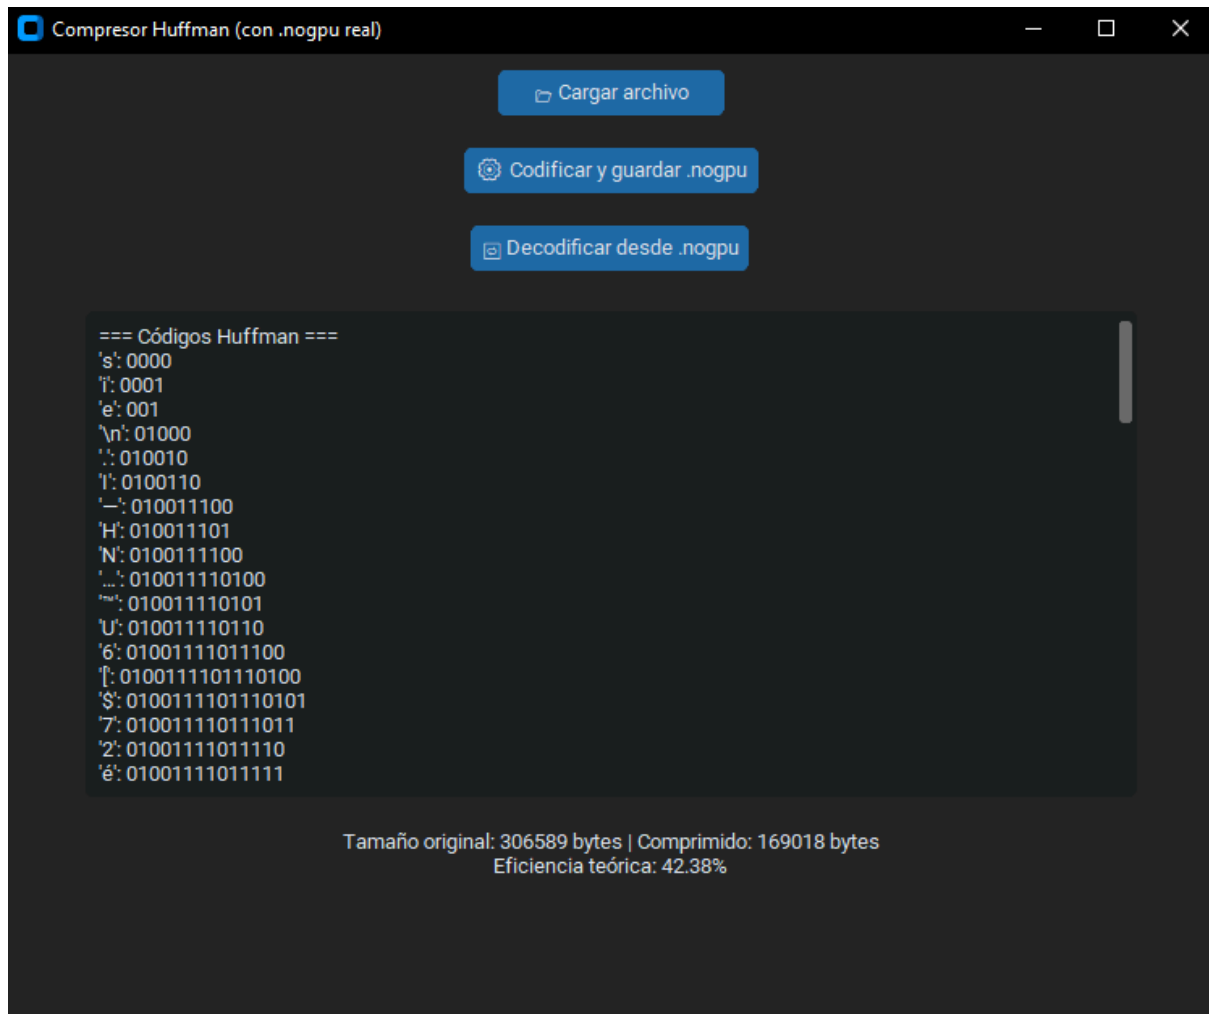 Compresor Huffman (con .nogpu real)
Cargar archivo
Codificar y guardar .nogpu
Decodificar desde .nogpu
=== Códigos Huffman ===
's': 0000
'i': 0001
'e': 001
'\n': 01000
'.': 010010
'I': 0100110
'—': 010011100
'H': 010011101
'N': 0100111100
'…': 010011110100
'™': 010011110101
'U': 010011110110
'6': 01001111011100
'[': 0100111101110100
'$': 0100111101110101
'7': 010011110111011
'2': 01001111011110
'é': 01001111011111
Tamaño original: 306589 bytes | Comprimido: 169018 bytes
Eficiencia teórica: 42.38%